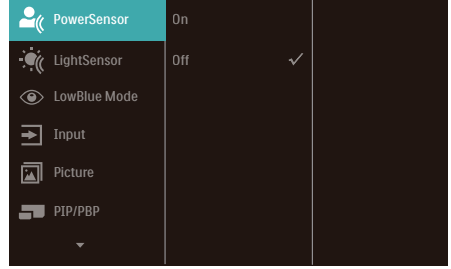 PowerSensor
On
LightSensor
Off
LowBlue Mode
Input
Picture
PIP/PBP